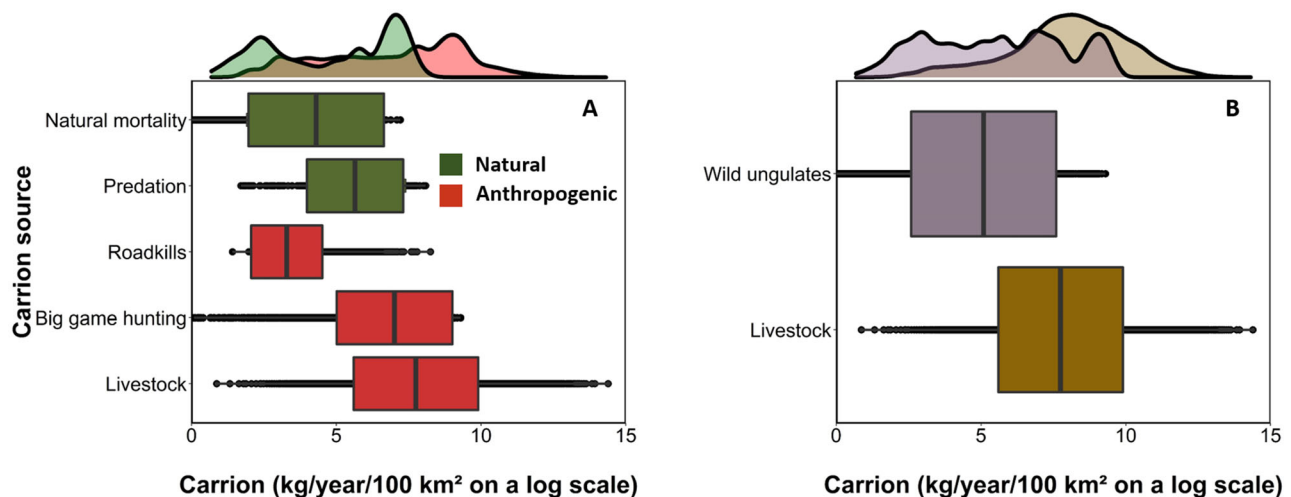 A
Carrion source
Natural mortality
Predation
Roadkills
Big game hunting
Livestock
Natural
Anthropogenic
0 5 10 15
Carrion (kg/year/100 km² on a log scale)
B
Wild ungulates
Livestock
0 5 10 15
Carrion (kg/year/100 km² on a log scale)